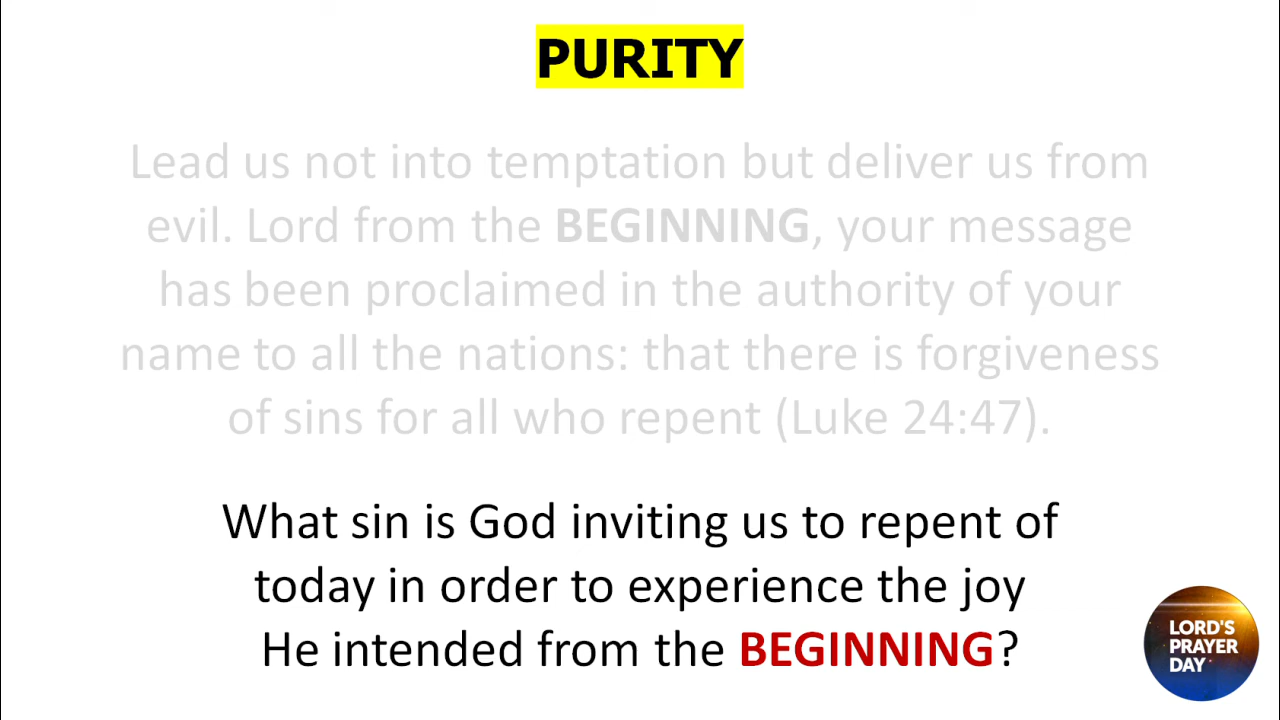 PURITY
Lead us not into temptation but deliver us from
evil. Lord from the BEGINNING, your message
has been proclaimed in the authority of your
name to all the nations: that there is forgiveness
of sins for all who repent (Luke 24:47).
What sin is God inviting us to repent of
today in order to experience the joy
He intended from the BEGINNING?
LORD'S
PRAYER
DAY